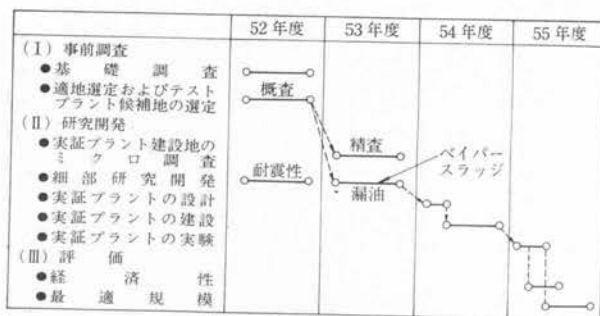 52年度 53年度 54年度 55年度
(Ⅰ) 事前調査
●基礎調査
●適地選定およびテスト
プラント候補地の選定
概査
(Ⅱ) 研究開発
●実証プラント建設地の
ミクロ調査
精査
ベイパー
スラッジ
●細部研究開発
耐震性
漏油
●実証プラントの設計
●実証プラントの建設
●実証プラントの実験
(Ⅲ) 評価
●経済性
●最適規模